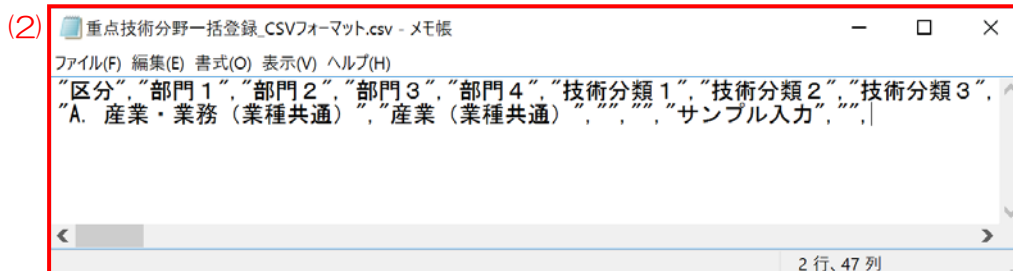 (2)
重点技術分野一括登録_CSVフォーマット.csv - メモ帳
ファイル(F) 編集(E) 書式(O) 表示(V) ヘルプ(H)
"区分","部門１","部門２","部門３","部門４","技術分類１","技術分類２","技術分類３",
"A. 産業・業務（業種共通）","産業（業種共通）","","","サンプル入力","",
2 行、47 列